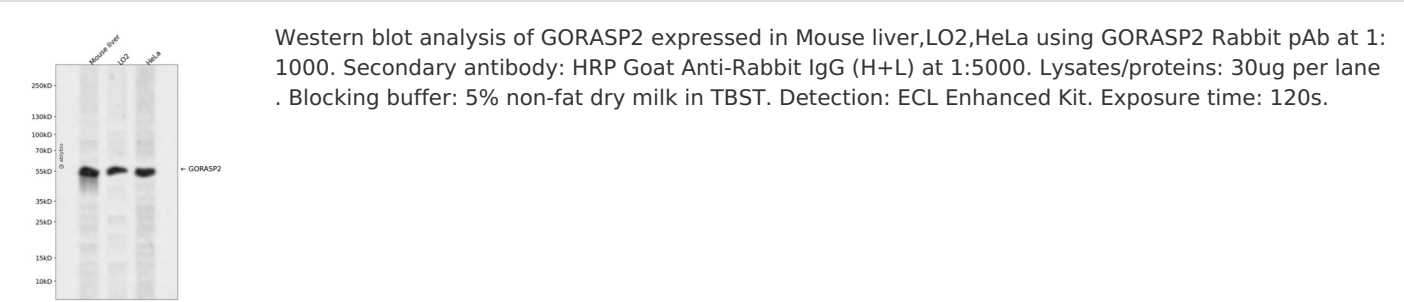 Mouse liver
LO2
HeLa
250kD
130kD
100kD
70kD
55kD
35kD
25kD
15kD
10kD
← GORASP2
Western blot analysis of GORASP2 expressed in Mouse liver,LO2,HeLa using GORASP2 Rabbit pAb at 1:
1000. Secondary antibody: HRP Goat Anti-Rabbit IgG (H+L) at 1:5000. Lysates/proteins: 30ug per lane
. Blocking buffer: 5% non-fat dry milk in TBST. Detection: ECL Enhanced Kit. Exposure time: 120s.